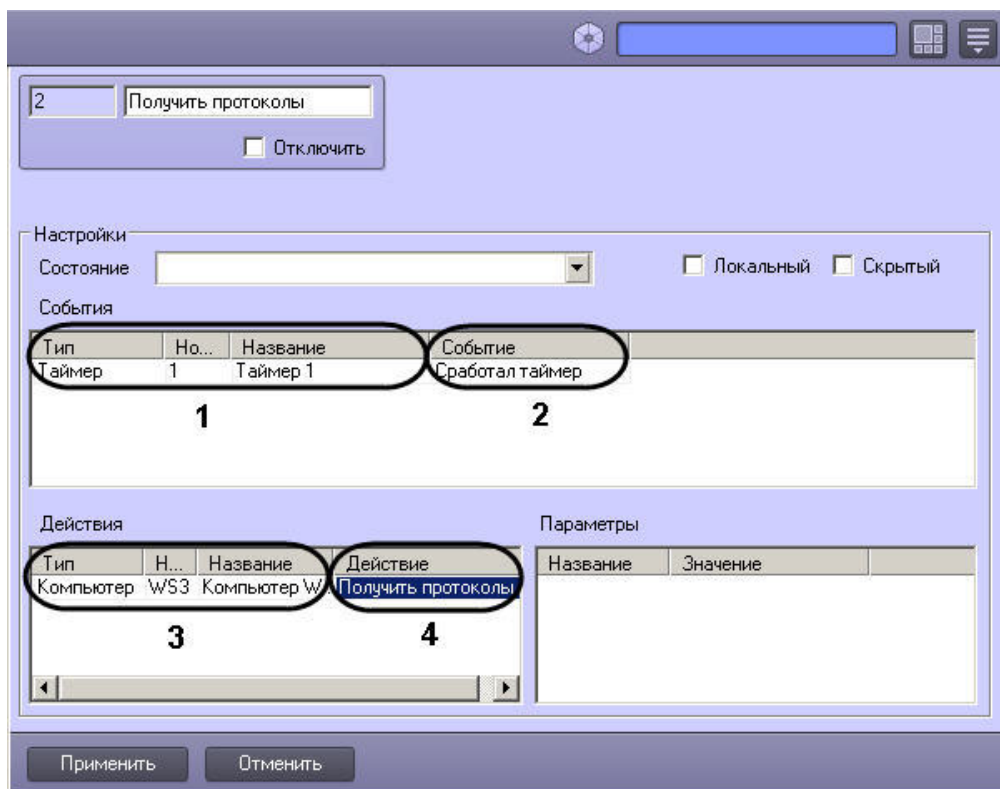 2 Получить протоколы
Отключить
Настройки
Состояние Локальный Скрытый
События
Тип Но... Название Событие
Таймер 1 Таймер 1 Сработал таймер
1 2
Действия Параметры
Тип Н... Название Действие Название Значение
Компьютер WS3 Компьютер W... Получить протоколы
3 4
Применить Отменить